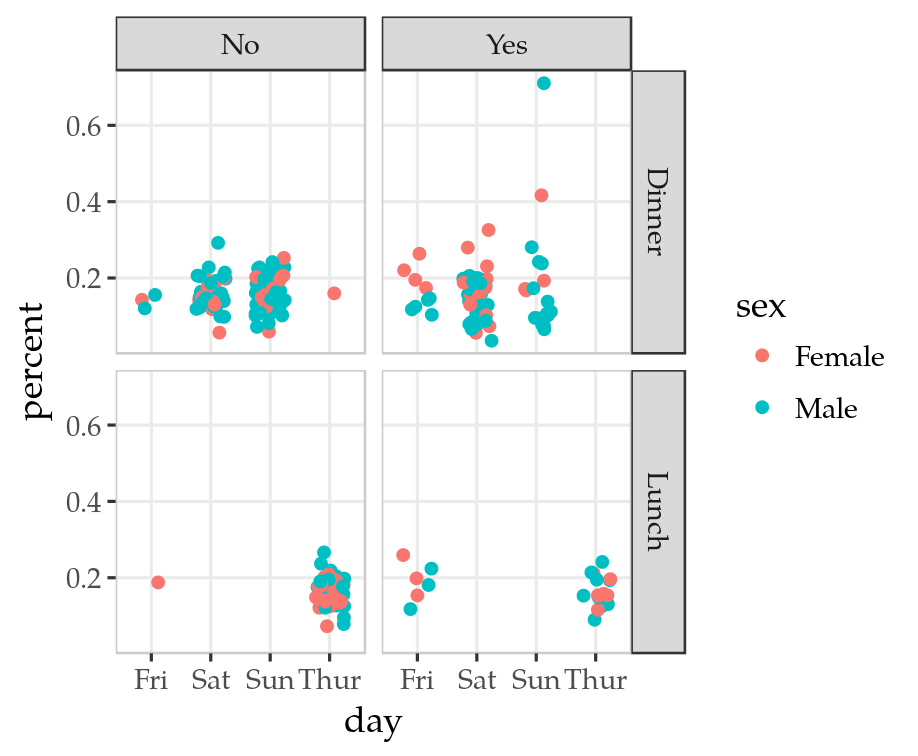 No Yes
0.6
0.4
0.2
Dinner
percent
0.6
0.4
0.2
Lunch
Fri Sat Sun Thur Fri Sat Sun Thur
day
sex
Female
Male